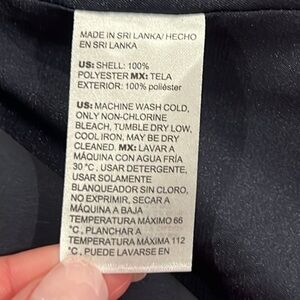 MADE IN SRI LANKA/ HECHO
EN SRI LANKA
US: SHELL: 100%
POLYESTER MX: TELA
EXTERIOR: 100% poliéster
US: MACHINE WASH COLD,
ONLY NON-CHLORINE
BLEACH, TUMBLE DRY LOW,
COOL IRON, MAY BE DRY
CLEANED. MX: LAVAR A
MÁQUINA CON AGUA FRÍA
30 °C , USAR DETERGENTE,
USAR SOLAMENTE
BLANQUEADOR SIN CLORO,
NO EXPRIMIR, SECAR A
MÁQUINA A BAJA
TEMPERATURA MÁXIMO 66
°C , PLANCHAR A
TEMPERATURA MÁXIMA 112
°C , PUEDE LAVARSE EN